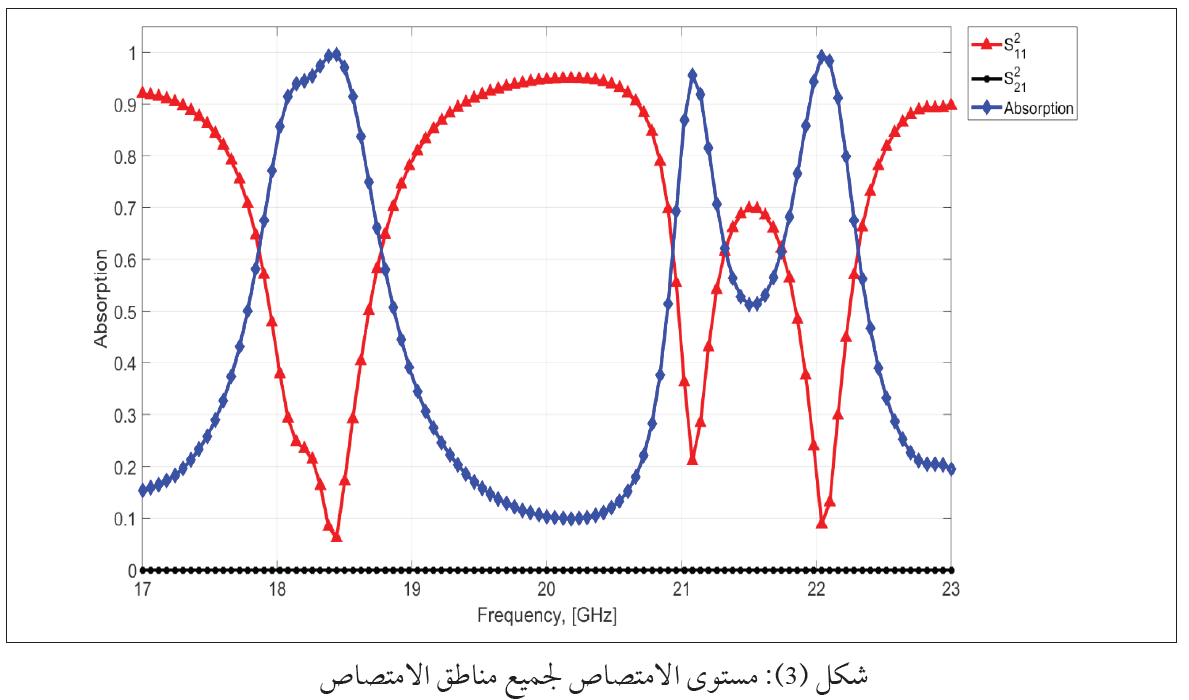 S²₁₁
S²₂₁
Absorption
Absorption
1
0.9
0.8
0.7
0.6
0.5
0.4
0.3
0.2
0.1
0
17 18 19 20 21 22 23
Frequency, [GHz]
شكل (3): مستوى الامتصاص لجميع مناطق الامتصاص